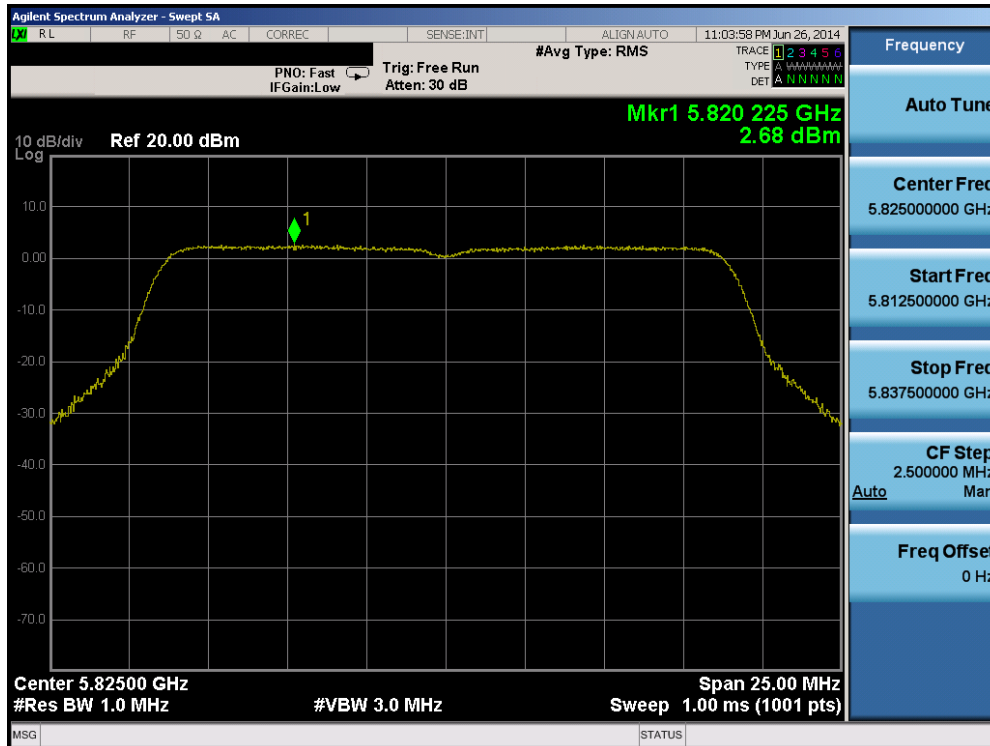 Agilent Spectrum Analyzer - Swept SA
LXI RL RF 50 Ω AC CORREC SENSE:INT ALIGN AUTO 11:03:58 PM Jun 26, 2014
PNO: Fast
IFGain:Low
Trig: Free Run
Atten: 30 dB
#Avg Type: RMS
TRACE 1 2 3 4 5 6
TYPE A WWWWW
DET A N N N N N
Mkr1 5.820 225 GHz
2.68 dBm
10 dB/div Ref 20.00 dBm
Log
10.0
0.00
-10.0
-20.0
-30.0
-40.0
-50.0
-60.0
-70.0
1
Center 5.82500 GHz Span 25.00 MHz
#Res BW 1.0 MHz #VBW 3.0 MHz Sweep 1.00 ms (1001 pts)
MSG STATUS
Frequency
Auto Tune
Center Freq
5.825000000 GHz
Start Freq
5.812500000 GHz
Stop Freq
5.837500000 GHz
CF Step
2.500000 MHz
Auto Man
Freq Offset
0 Hz